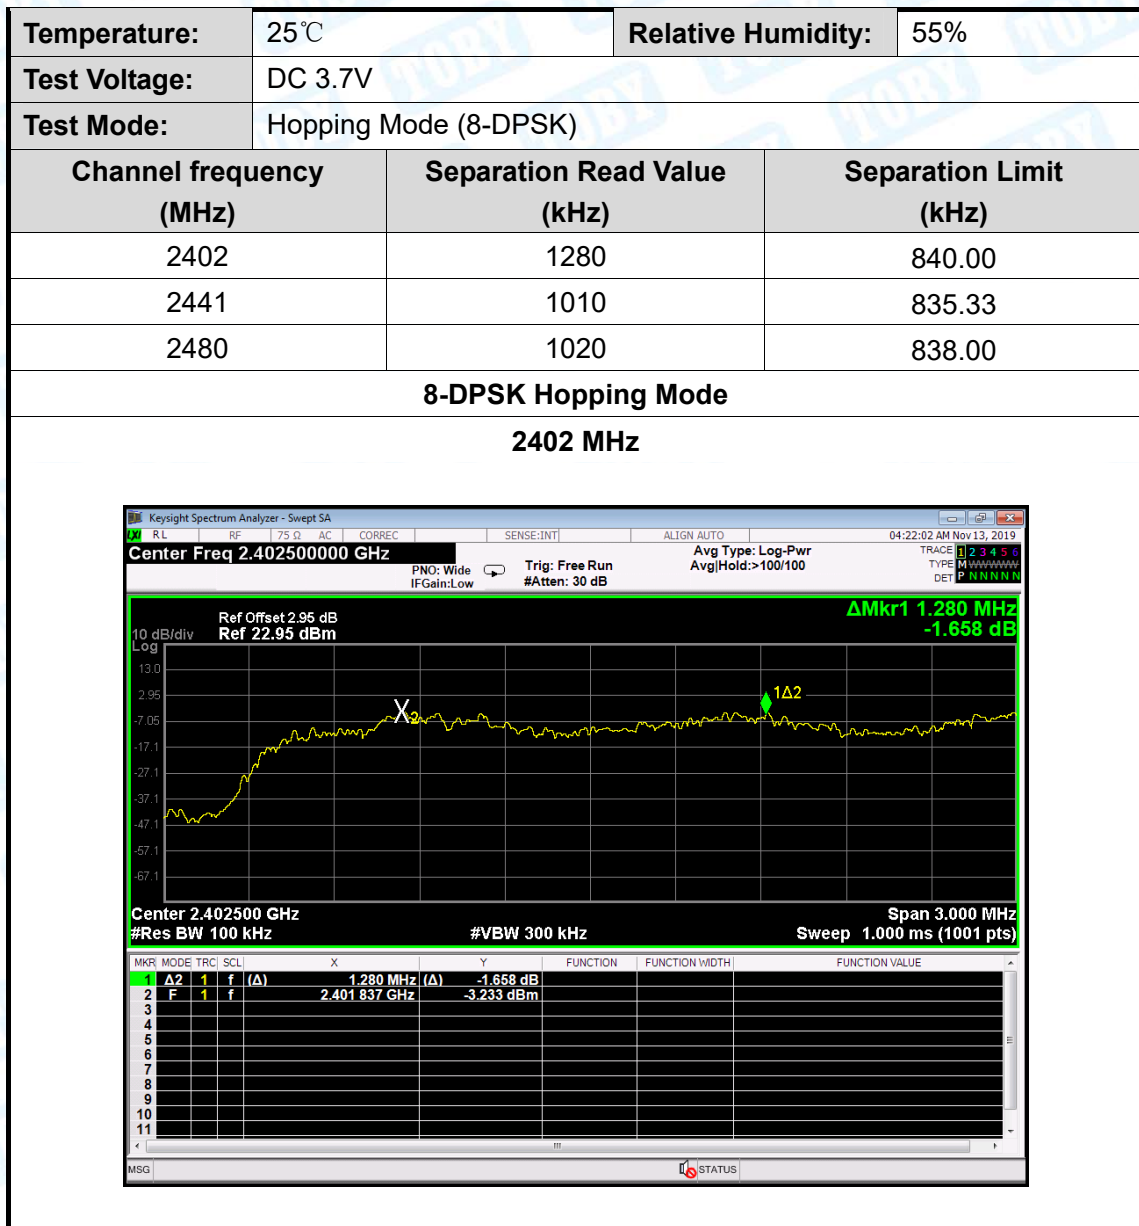 Temperature: 25℃ Relative Humidity: 55%
Test Voltage: DC 3.7V
Test Mode: Hopping Mode (8-DPSK)
Channel frequency (MHz) Separation Read Value (kHz) Separation Limit (kHz)
2402 1280 840.00
2441 1010 835.33
2480 1020 838.00
8-DPSK Hopping Mode
2402 MHz
Keysight Spectrum Analyzer - Swept SA
LXI RL RF 75 Ω AC CORREC SENSE:INT ALIGN AUTO 04:22:02 AM Nov 13, 2019
Center Freq 2.402500000 GHz
PNO: Wide
IFGain:Low
Trig: Free Run
#Atten: 30 dB
Avg Type: Log-Pwr
Avg|Hold:>100/100
TRACE 1 2 3 4 5 6
TYPE M WWWWW
DET P N N N N N
ΔMkr1 1.280 MHz
-1.658 dB
Ref Offset 2.95 dB
10 dB/div Ref 22.95 dBm
Log
13.0
2.95
-7.05
-17.1
-27.1
-37.1
-47.1
-57.1
-67.1
X2
1Δ2
Center 2.402500 GHz Span 3.000 MHz
#Res BW 100 kHz #VBW 300 kHz Sweep 1.000 ms (1001 pts)
MKR MODE TRC SCL X Y FUNCTION FUNCTION WIDTH FUNCTION VALUE
1 Δ2 1 f (Δ) 1.280 MHz (Δ) -1.658 dB
2 F 1 f 2.401 837 GHz -3.233 dBm
3
4
5
6
7
8
9
10
11
MSG STATUS
TOBY